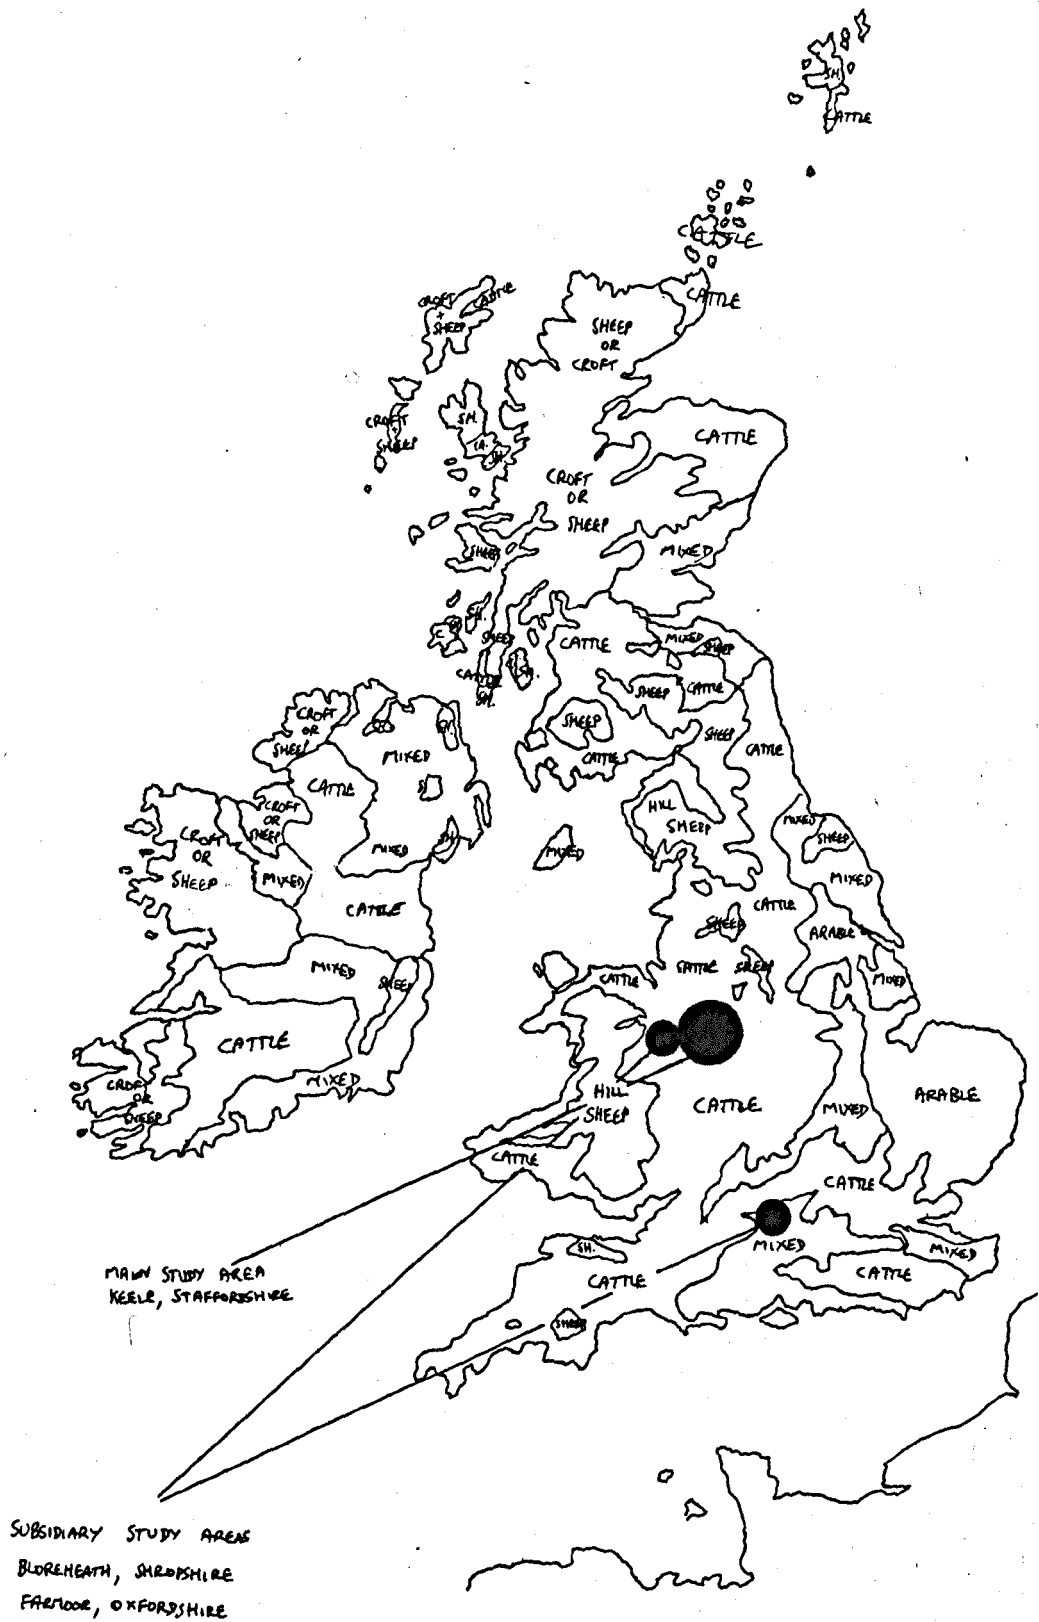 SH.
CATTLE
CATTLE
CATTLE
CROFT
+
SHEEP
CATTLE
SHEEP
OR
CROFT
CROFT
+
SHEEP
SH.
SH.
CATTLE
CROFT
OR
SHEEP
SHEEP
MIXED
SH.
C.
SHEEP
CATTLE
MIXED
SHEEP
CATTLE
SH.
SH.
SHEEP
CATTLE
CROFT
OR
SHEEP
SHEEP
SHEEP
CATTLE
CATTLE
MIXED
CATTLE
HILL
SHEEP
MIXED
SHEEP
CROFT
OR
SHEEP
CROFT
OR
SHEEP
MIXED
SH.
MIXED
MIXED
MIXED
CATTLE
SHEEP
CATTLE
ARABLE
MIXED
SHEEP
CATTLE
CATTLE
SHEEP
MIXED
CATTLE
MIXED
CROFT
OR
SHEEP
HILL
SHEEP
CATTLE
MIXED
ARABLE
CATTLE
CATTLE
MIXED
MIXED
CATTLE
SH.
CATTLE
SHEEP
MAIN STUDY AREA
KEELE, STAFFORDSHIRE
SUBSIDIARY STUDY AREAS
BLOREHEATH, SHROPSHIRE
FARMOOR, OXFORDSHIRE